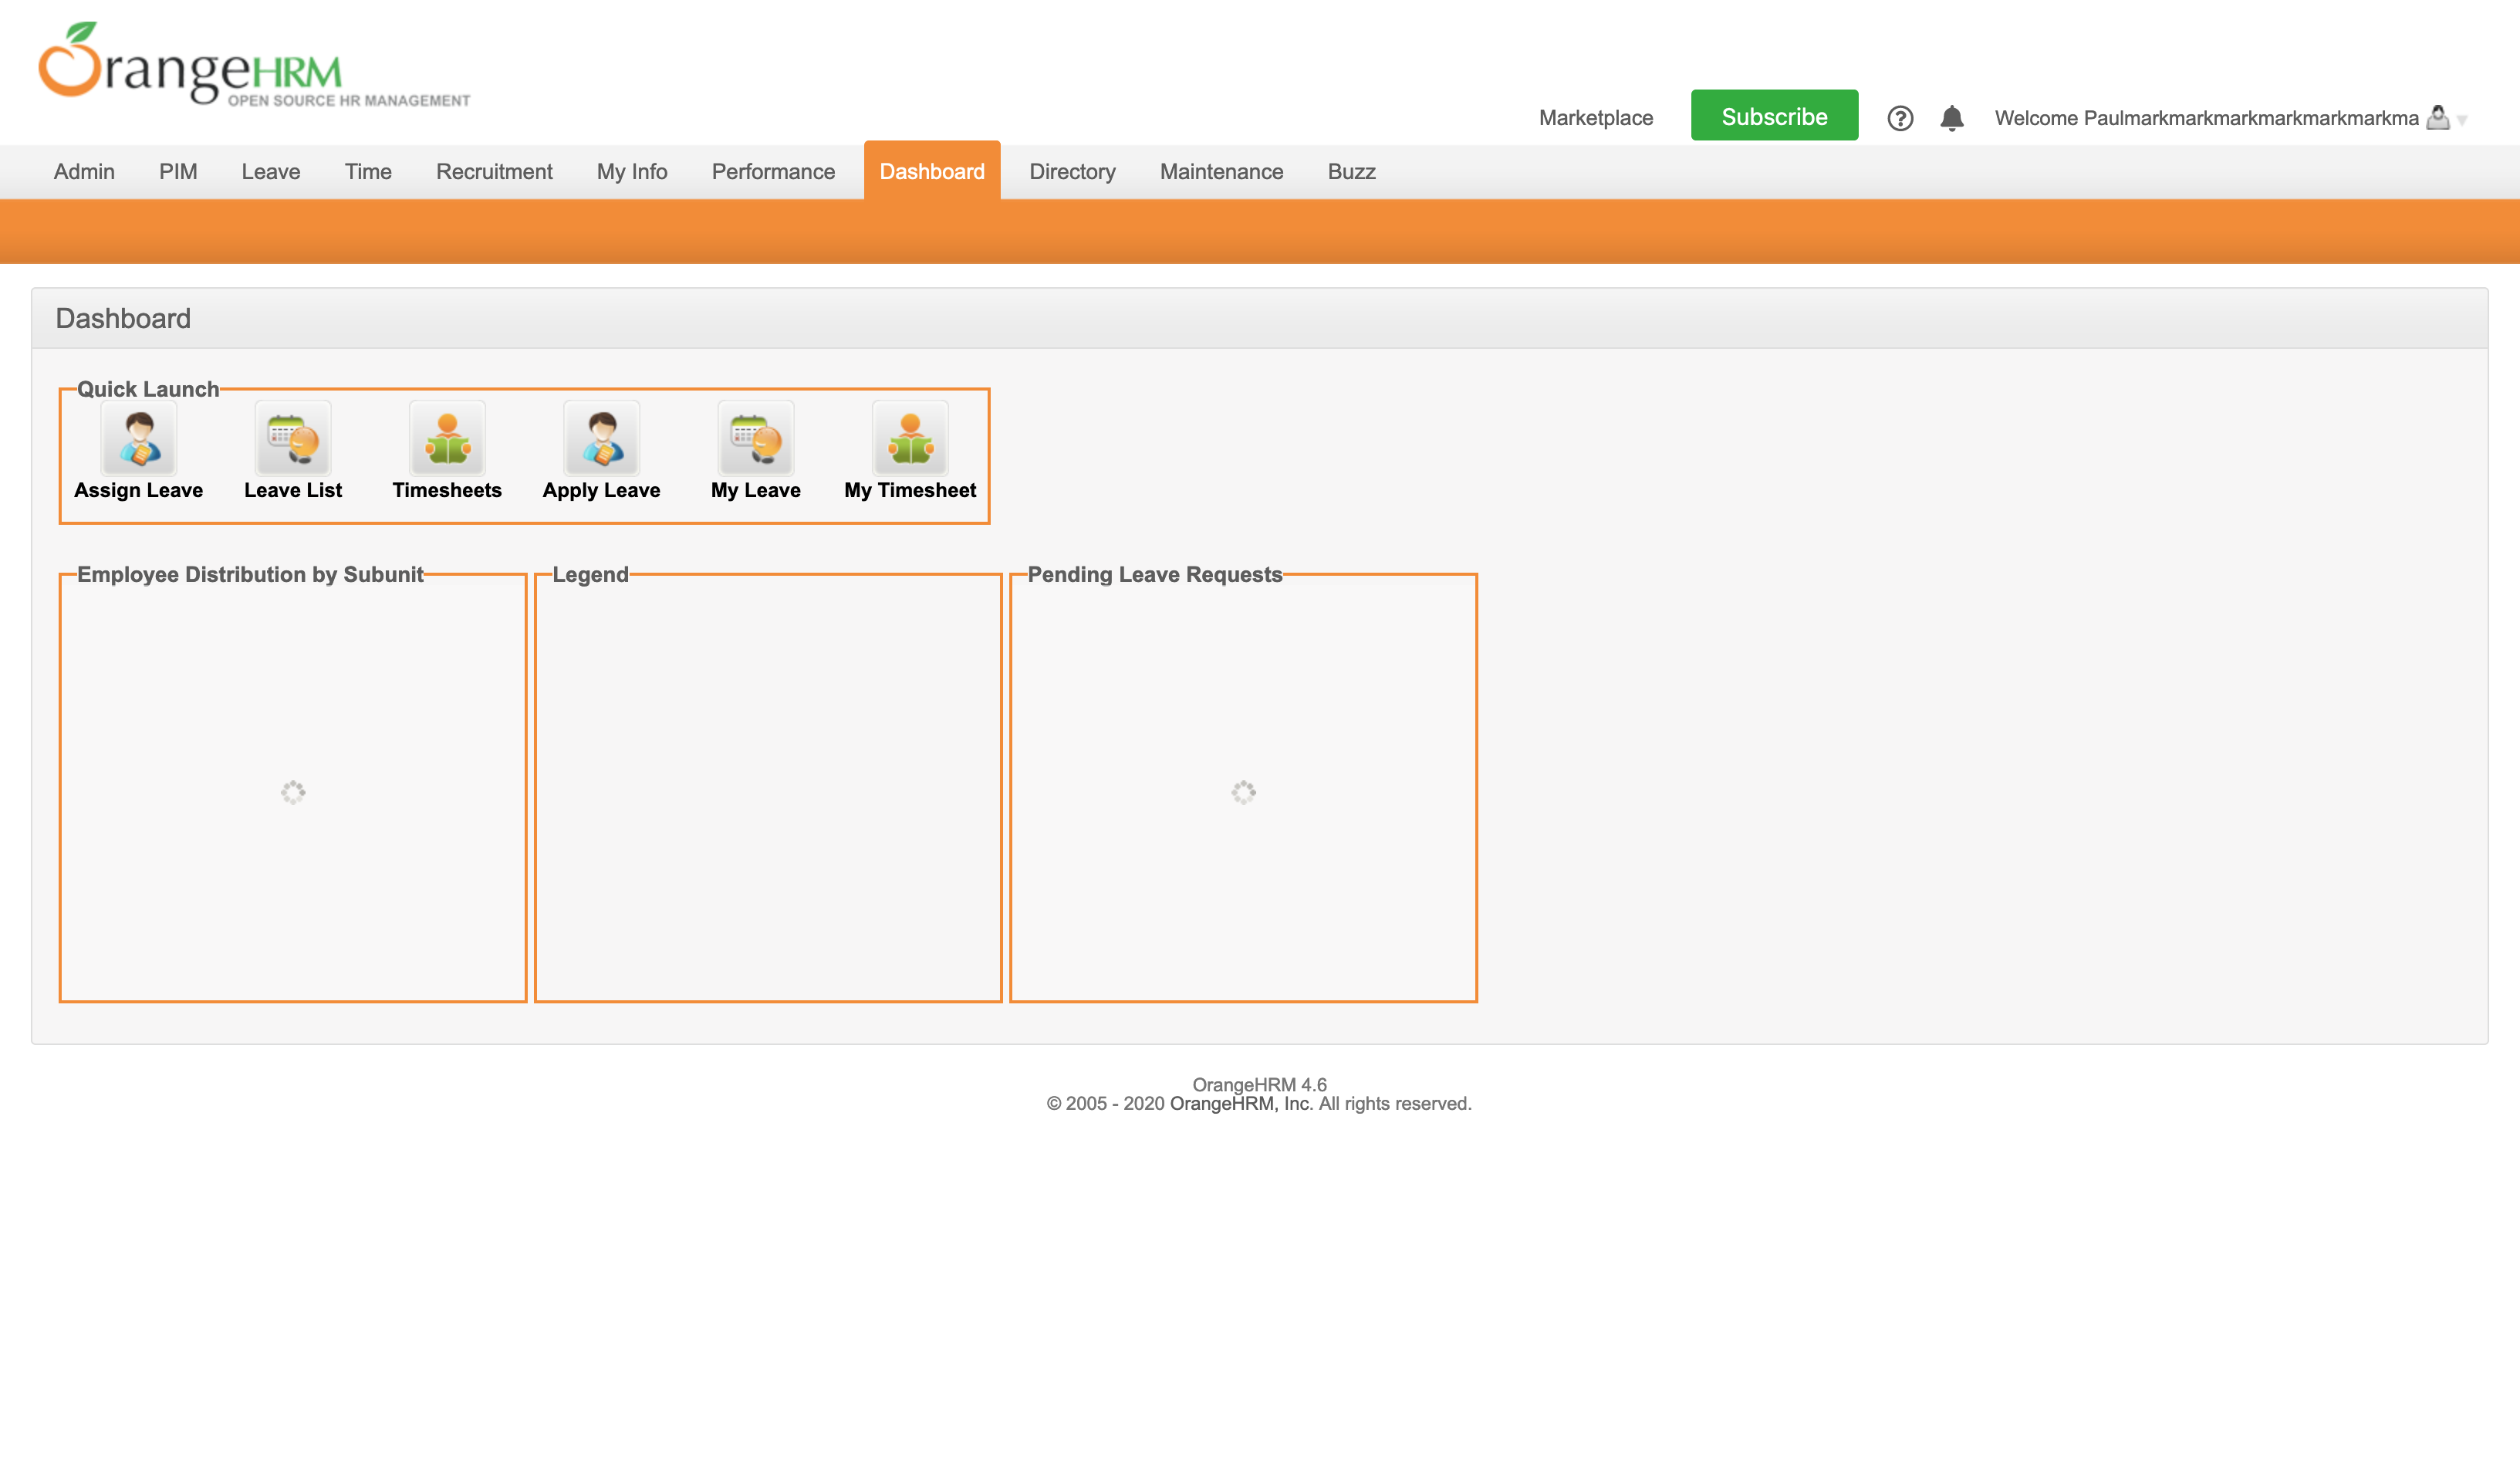 OrangeHRM
OPEN SOURCE HR MANAGEMENT
Marketplace Subscribe ? Welcome Paulmarkmarkmarkmarkmarkmarkma
Admin PIM Leave Time Recruitment My Info Performance Dashboard Directory Maintenance Buzz
Dashboard
Quick Launch
Assign Leave Leave List Timesheets Apply Leave My Leave My Timesheet
Employee Distribution by Subunit Legend Pending Leave Requests
OrangeHRM 4.6
© 2005 - 2020 OrangeHRM, Inc. All rights reserved.